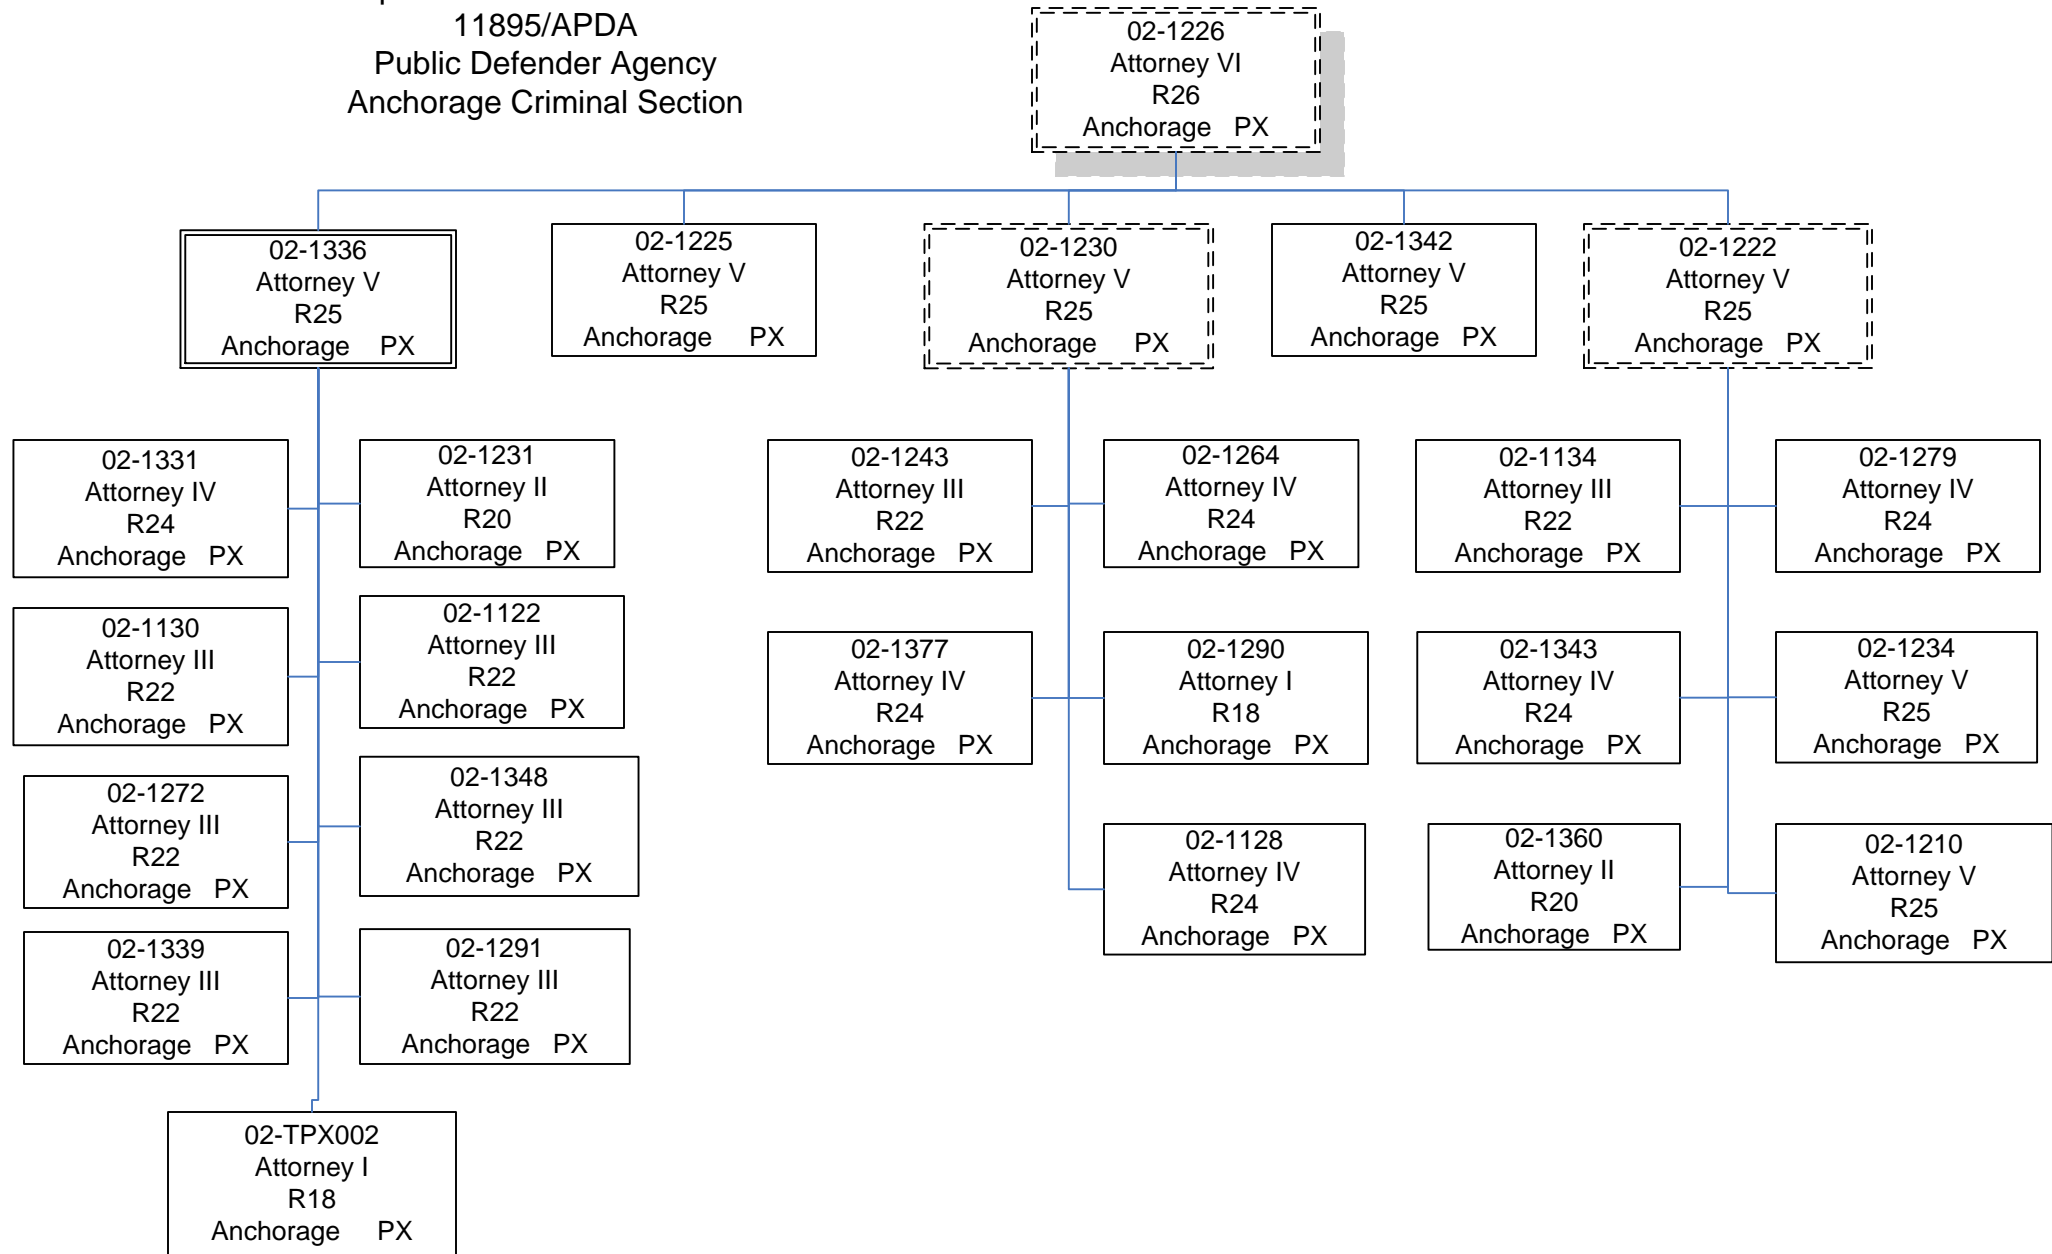 11895/APDA
Public Defender Agency
Anchorage Criminal Section
02-1226
Attorney VI
R26
Anchorage PX
02-1336
Attorney V
R25
Anchorage PX
02-1225
Attorney V
R25
Anchorage PX
02-1230
Attorney V
R25
Anchorage PX
02-1342
Attorney V
R25
Anchorage PX
02-1222
Attorney V
R25
Anchorage PX
02-1331
Attorney IV
R24
Anchorage PX
02-1231
Attorney II
R20
Anchorage PX
02-1243
Attorney III
R22
Anchorage PX
02-1264
Attorney IV
R24
Anchorage PX
02-1134
Attorney III
R22
Anchorage PX
02-1279
Attorney IV
R24
Anchorage PX
02-1130
Attorney III
R22
Anchorage PX
02-1122
Attorney III
R22
Anchorage PX
02-1377
Attorney IV
R24
Anchorage PX
02-1290
Attorney I
R18
Anchorage PX
02-1343
Attorney IV
R24
Anchorage PX
02-1234
Attorney V
R25
Anchorage PX
02-1272
Attorney III
R22
Anchorage PX
02-1348
Attorney III
R22
Anchorage PX
02-1128
Attorney IV
R24
Anchorage PX
02-1360
Attorney II
R20
Anchorage PX
02-1210
Attorney V
R25
Anchorage PX
02-1339
Attorney III
R22
Anchorage PX
02-1291
Attorney III
R22
Anchorage PX
02-TPX002
Attorney I
R18
Anchorage PX